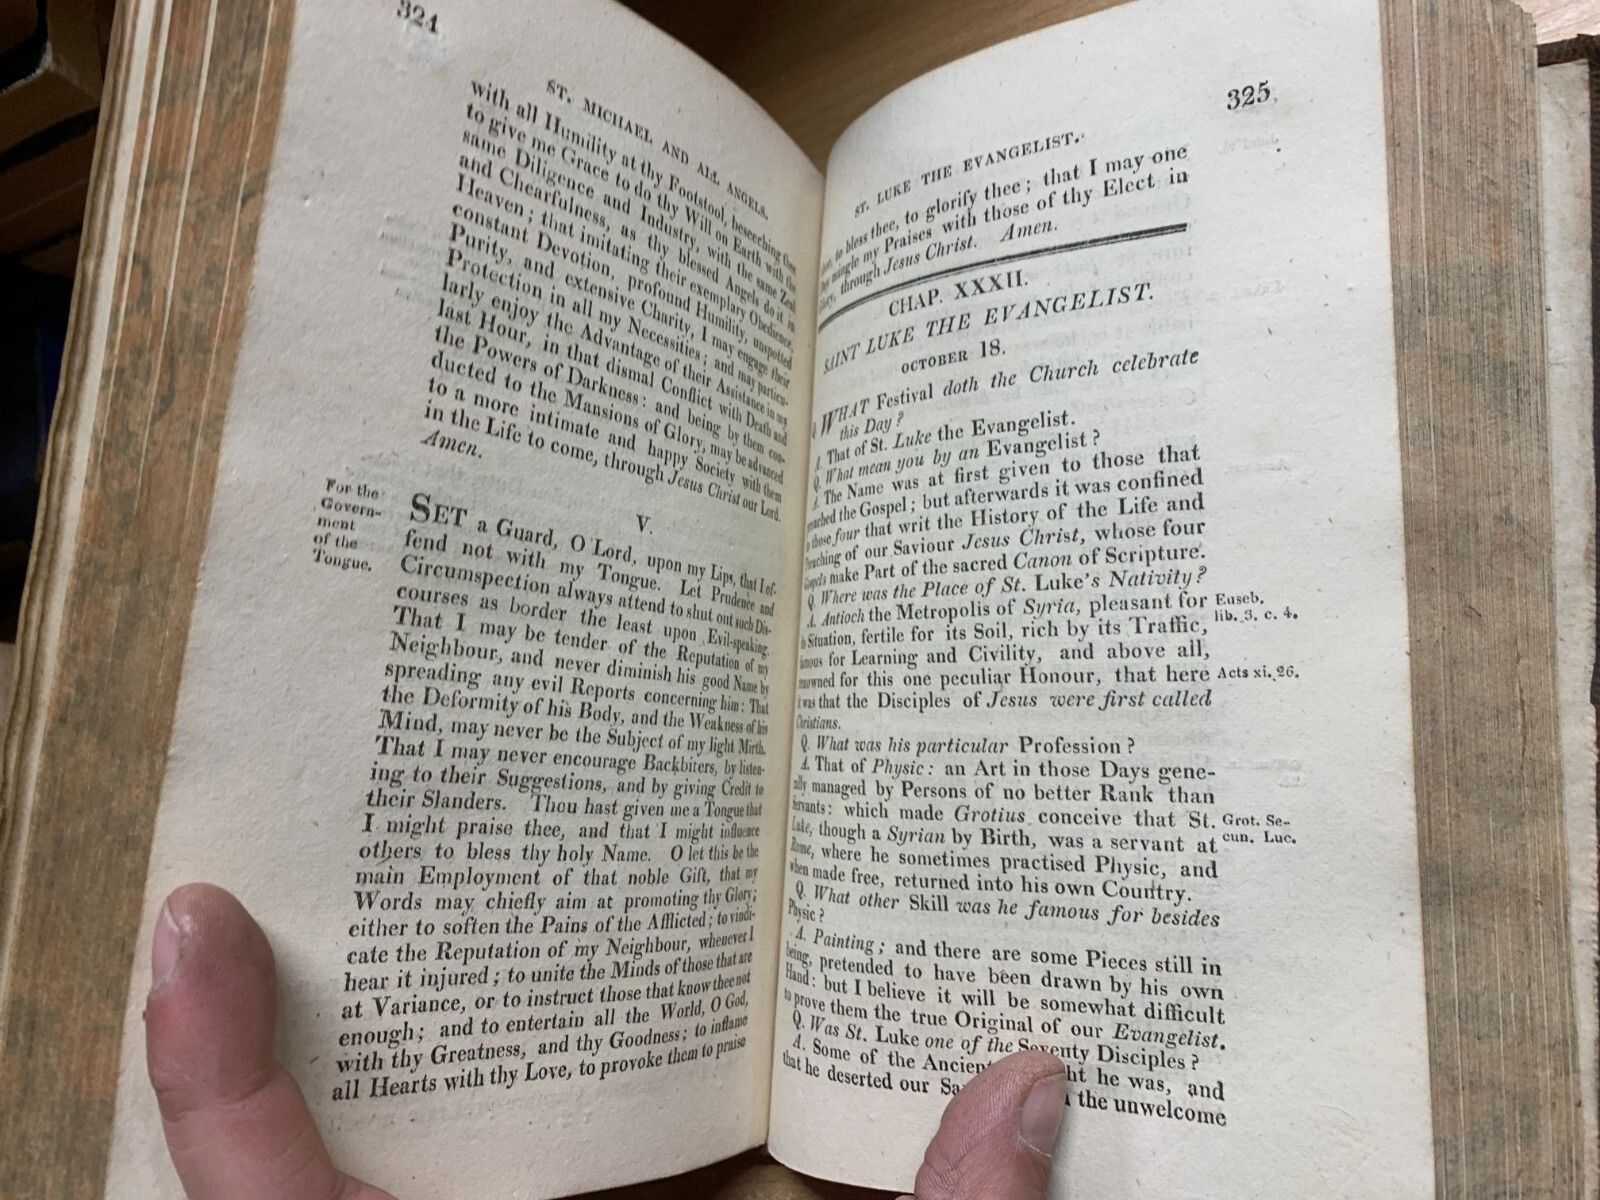 324
ST. MICHAEL AND ALL ANGELS.
with all Humility at thy Footstool, beseeching thee
to give me Grace to do thy Will on Earth with the
same Diligence and Industry, with the same Zeal
and Chearfulness, as thy blessed Angels do it in
Heaven; that imitating their exemplary Obedience,
constant Devotion, profound Humility, unspotted
Purity, and extensive Charity, I may engage their
Protection in all my Necessities; and may particu-
larly enjoy the Advantage of their Assistance in my
last Hour, in that dismal Conflict with Death and
the Powers of Darkness: and being by them con-
ducted to the Mansions of Glory, may be advanced
to a more intimate and happy Society with them
in the Life to come, through Jesus Christ our Lord.
Amen.
V.
For the
Govern-
ment
of the
Tongue.
SET a Guard, O Lord, upon my Lips, that I of-
fend not with my Tongue. Let Prudence and
Circumspection always attend to shut out such Dis-
courses as border the least upon Evil-speaking.
That I may be tender of the Reputation of my
Neighbour, and never diminish his good Name by
spreading any evil Reports concerning him: That
the Deformity of his Body, and the Weakness of his
Mind, may never be the Subject of my light Mirth.
That I may never encourage Backbiters, by listen-
ing to their Suggestions, and by giving Credit to
their Slanders. Thou hast given me a Tongue that
I might praise thee, and that I might influence
others to bless thy holy Name. O let this be the
main Employment of that noble Gift, that my
Words may chiefly aim at promoting thy Glory;
either to soften the Pains of the Afflicted; to vindi-
cate the Reputation of my Neighbour, whenever I
hear it injured; to unite the Minds of those that are
at Variance, or to instruct those that know thee not
enough; and to entertain all the World, O God,
with thy Greatness, and thy Goodness; to inflame
all Hearts with thy Love, to provoke them to praise
325
ST. LUKE THE EVANGELIST.
to bless thee, to glorify thee; that I may one
Day mingle my Praises with those of thy Elect in
Glory, through Jesus Christ. Amen.
CHAP. XXXII.
SAINT LUKE THE EVANGELIST.
OCTOBER 18.
Q. WHAT Festival doth the Church celebrate
this Day?
A. That of St. Luke the Evangelist.
Q. What mean you by an Evangelist?
A. The Name was at first given to those that
preached the Gospel; but afterwards it was confined
to those four that writ the History of the Life and
Preaching of our Saviour Jesus Christ, whose four
Gospels make Part of the sacred Canon of Scripture.
Q. Where was the Place of St. Luke's Nativity?
A. Antioch the Metropolis of Syria, pleasant for
its Situation, fertile for its Soil, rich by its Traffic,
famous for Learning and Civility, and above all,
renowned for this one peculiar Honour, that here
it was that the Disciples of Jesus were first called
Christians.
Euseb.
lib. 3. c. 4.
Acts xi. 26.
Q. What was his particular Profession?
A. That of Physic: an Art in those Days gene-
rally managed by Persons of no better Rank than
Servants: which made Grotius conceive that St.
Luke, though a Syrian by Birth, was a servant at
Rome, where he sometimes practised Physic, and
when made free, returned into his own Country.
Grot. Se-
cun. Luc.
Q. What other Skill was he famous for besides
Physic?
A. Painting; and there are some Pieces still in
being, pretended to have been drawn by his own
Hand: but I believe it will be somewhat difficult
to prove them the true Original of our Evangelist.
Q. Was St. Luke one of the Seventy Disciples?
A. Some of the Ancient he was, and
that he deserted our the unwelcome